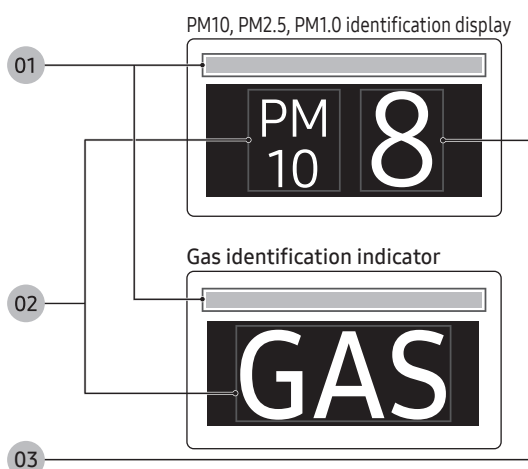 PM10, PM2.5, PM1.0 identification display
01
PM
10
8
Gas identification indicator
02
GAS
03